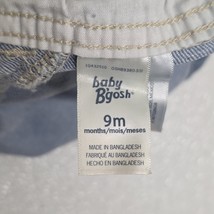 baby
B'gosh
9m
months/mois/meses
MADE IN BANGLADESH
FABRIQUÉ AU BANGLADESH
HECHO EN BANGLADESH